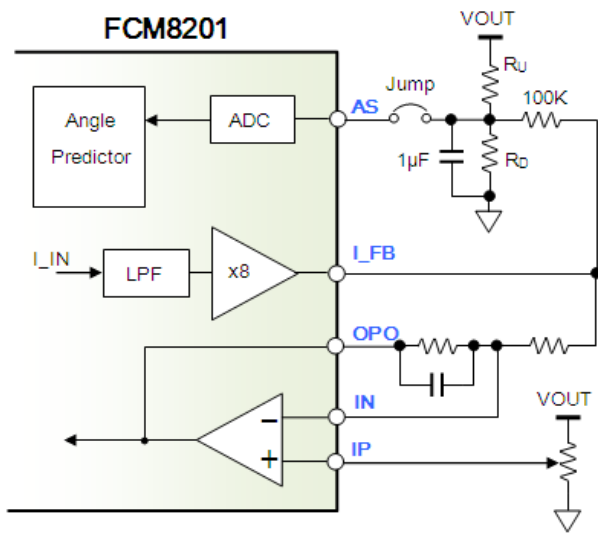 FCM8201
VOUT
RU
Jump
100K
AS
ADC
Angle
Predictor
1µF
RD
I_IN
LPF
x8
I_FB
OPO
IN
VOUT
IP